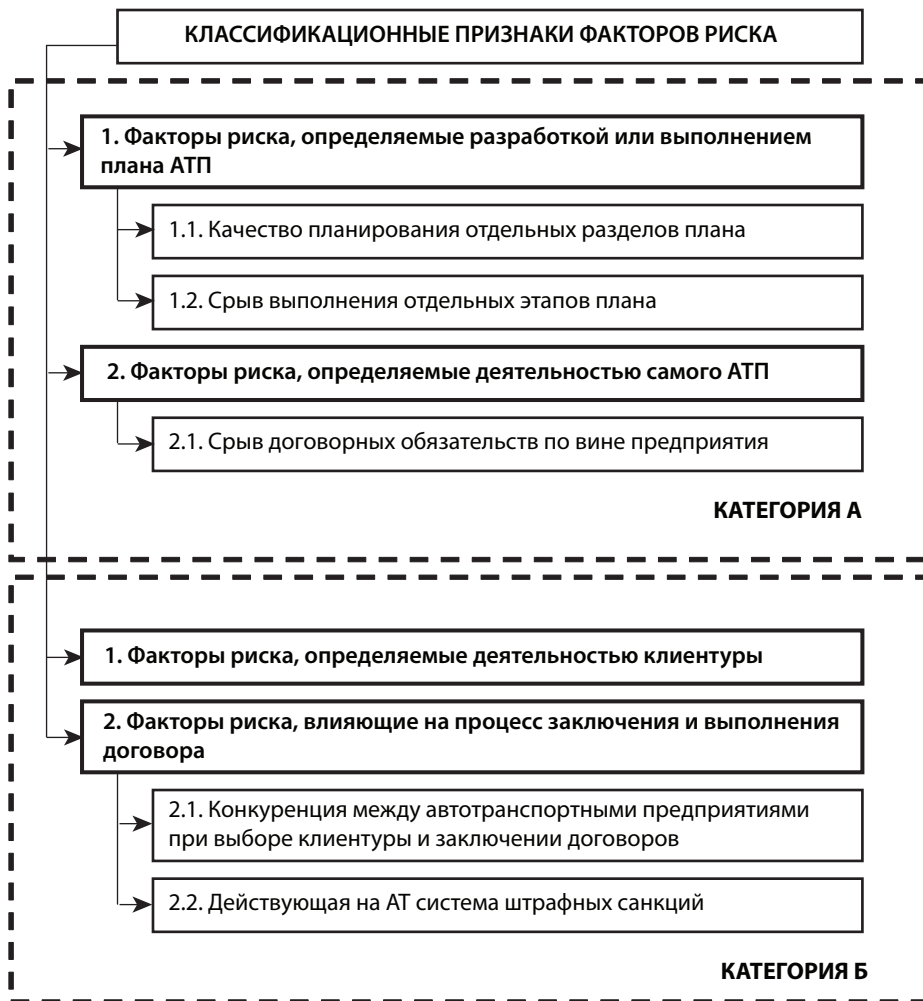 КЛАССИФИКАЦИОННЫЕ ПРИЗНАКИ ФАКТОРОВ РИСКА
1. Факторы риска, определяемые разработкой или выполнением
плана АТП
1.1. Качество планирования отдельных разделов плана
1.2. Срыв выполнения отдельных этапов плана
2. Факторы риска, определяемые деятельностью самого АТП
2.1. Срыв договорных обязательств по вине предприятия
КАТЕГОРИЯ А
1. Факторы риска, определяемые деятельностью клиентуры
2. Факторы риска, влияющие на процесс заключения и выполнения
договора
2.1. Конкуренция между автотранспортными предприятиями
при выборе клиентуры и заключении договоров
2.2. Действующая на АТ система штрафных санкций
КАТЕГОРИЯ Б